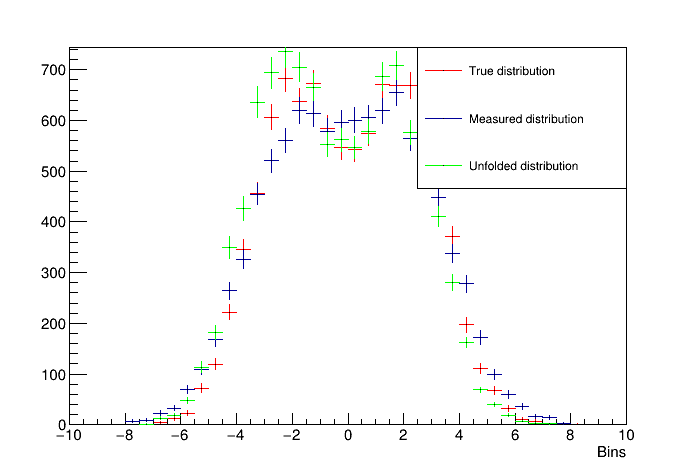 700
600
500
400
300
200
100
0
−10 −8 −6 −4 −2 0 2 4 6 8 10
Bins
True distribution
Measured distribution
Unfolded distribution